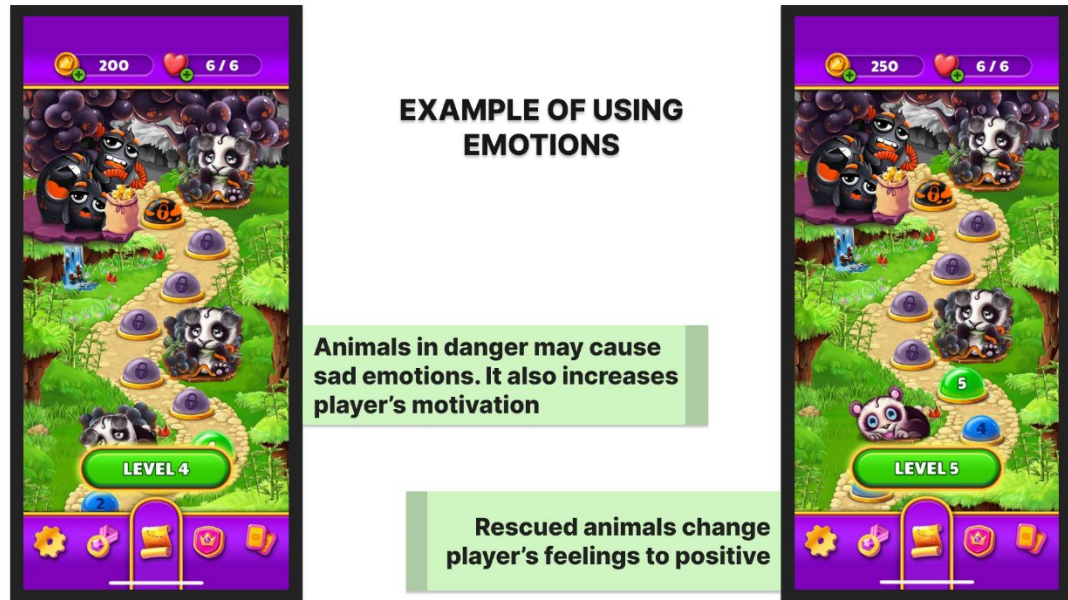 200
6 / 6
LEVEL 4
2
EXAMPLE OF USING
EMOTIONS
Animals in danger may cause
sad emotions. It also increases
player's motivation
Rescued animals change
player's feelings to positive
250
6 / 6
5
4
LEVEL 5